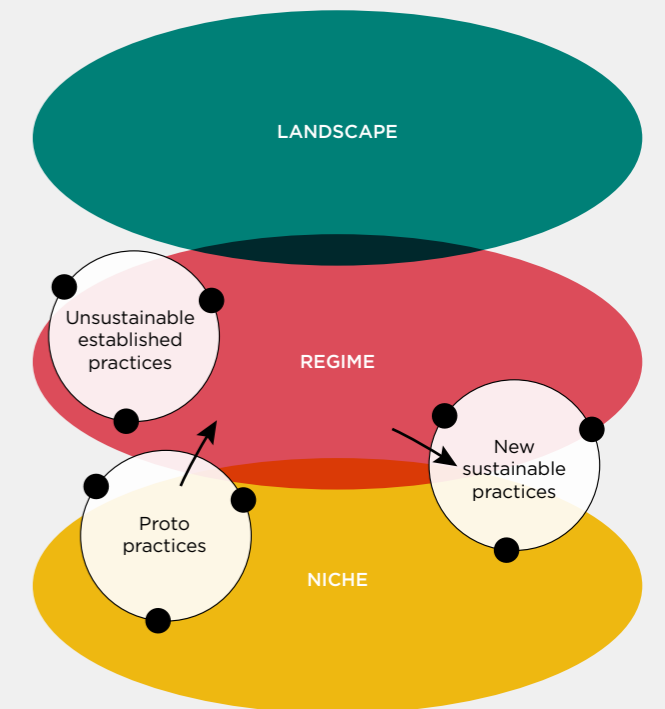 LANDSCAPE
Unsustainable
established
practices
REGIME
New
sustainable
practices
Proto
practices
NICHE